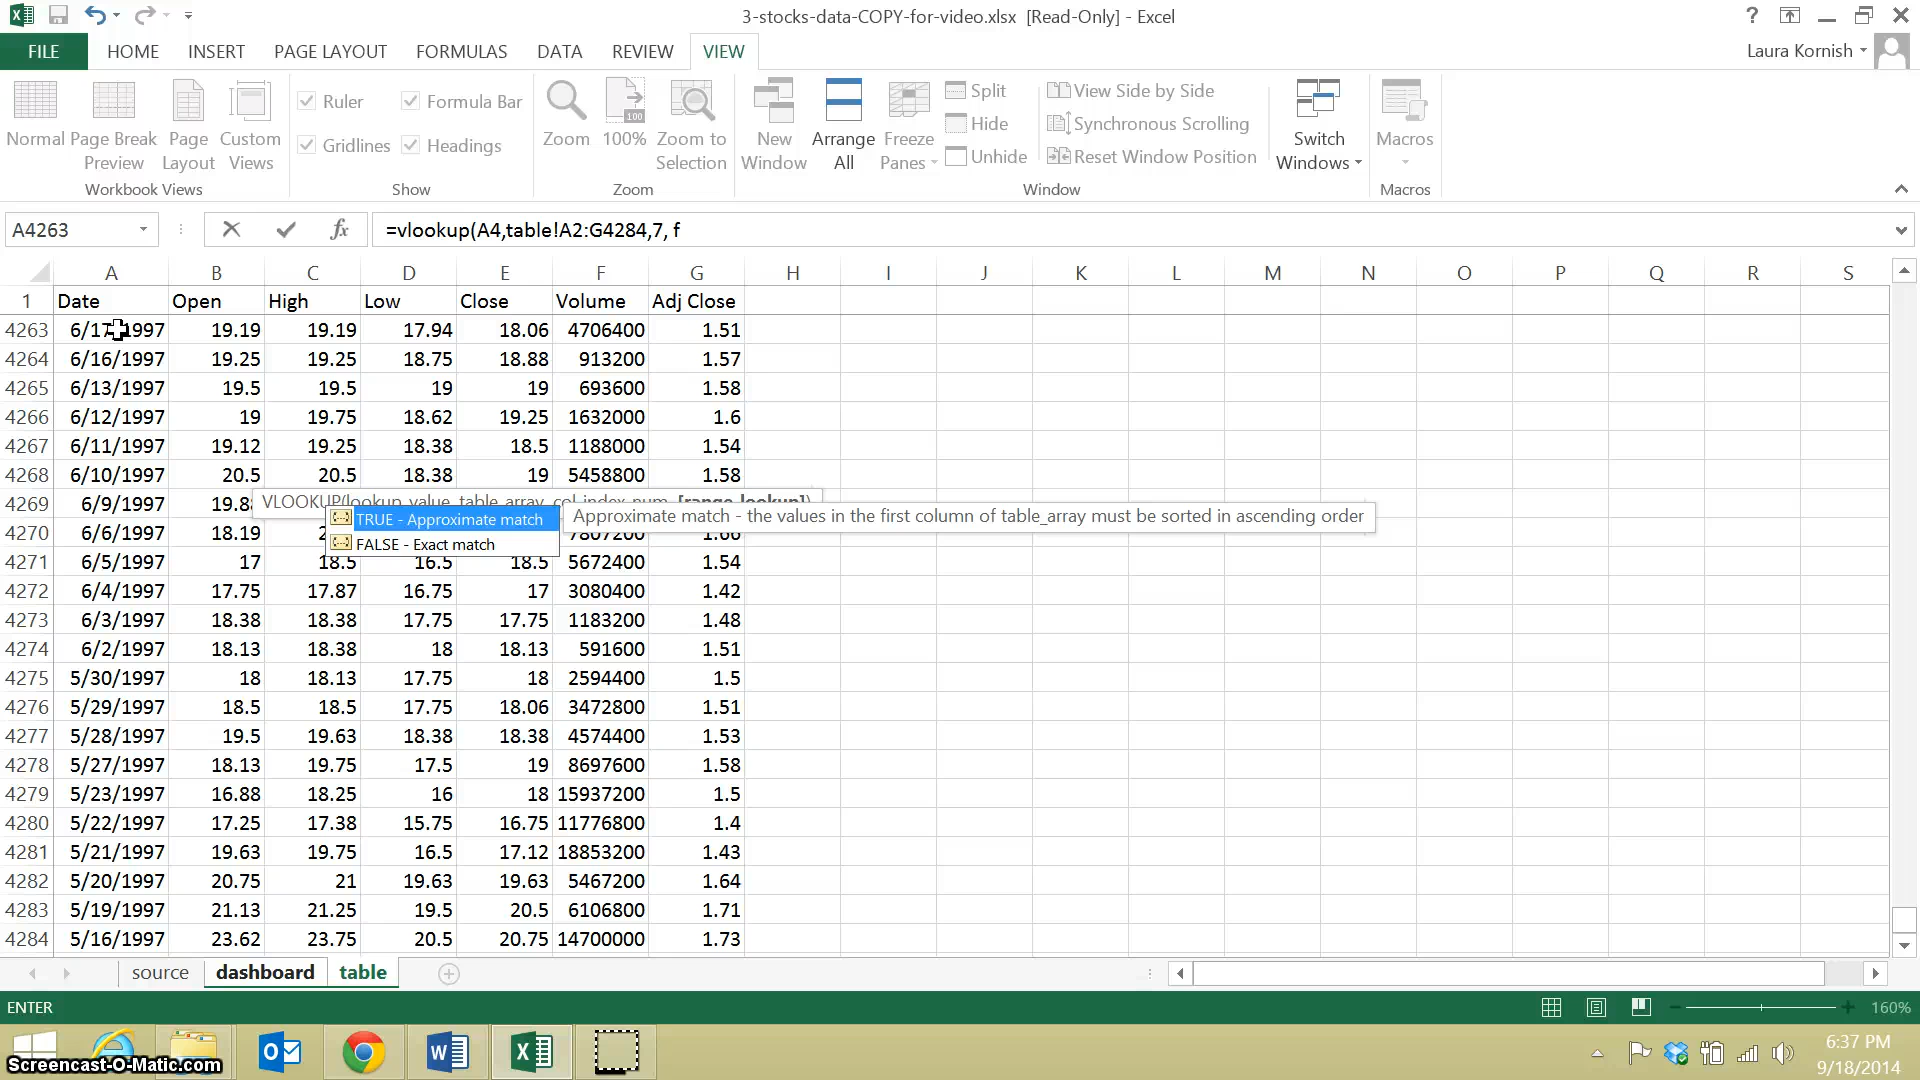 3-stocks-data-COPY-for-video.xlsx [Read-Only] - Excel
?
FILE HOME INSERT PAGE LAYOUT FORMULAS DATA REVIEW VIEW
Laura Kornish
Normal
Page Break Preview
Page Layout
Custom Views
Workbook Views
Ruler
Formula Bar
Gridlines
Headings
Show
Zoom
100%
Zoom to Selection
Zoom
New Window
Arrange All
Freeze Panes
Split
Hide
Unhide
View Side by Side
Synchronous Scrolling
Reset Window Position
Switch Windows
Window
Macros
Macros
A4263
fx
=vlookup(A4,table!A2:G4284,7, f
A B C D E F G H I J K L M N O P Q R S
1 Date Open High Low Close Volume Adj Close
4263 6/17/1997 19.19 19.19 17.94 18.06 4706400 1.51
4264 6/16/1997 19.25 19.25 18.75 18.88 913200 1.57
4265 6/13/1997 19.5 19.5 19 19 693600 1.58
4266 6/12/1997 19 19.75 18.62 19.25 1632000 1.6
4267 6/11/1997 19.12 19.25 18.38 18.5 1188000 1.54
4268 6/10/1997 20.5 20.5 18.38 19 5458800 1.58
4269 6/9/1997 VLOOKUP(lookup_value, table_array, col_index_num, [range_lookup])
TRUE - Approximate match
Approximate match - the values in the first column of table_array must be sorted in ascending order
4270 6/6/1997 18.19 7807200 1.66
FALSE - Exact match
4271 6/5/1997 17 18.5 16.5 18.5 5672400 1.54
4272 6/4/1997 17.75 17.87 16.75 17 3080400 1.42
4273 6/3/1997 18.38 18.38 17.75 17.75 1183200 1.48
4274 6/2/1997 18.13 18.38 18 18.13 591600 1.51
4275 5/30/1997 18 18.13 17.75 18 2594400 1.5
4276 5/29/1997 18.5 18.5 17.75 18.06 3472800 1.51
4277 5/28/1997 19.5 19.63 18.38 18.38 4574400 1.53
4278 5/27/1997 18.13 19.75 17.5 19 8697600 1.58
4279 5/23/1997 16.88 18.25 16 18 15937200 1.5
4280 5/22/1997 17.25 17.38 15.75 16.75 11776800 1.4
4281 5/21/1997 19.63 19.75 16.5 17.12 18853200 1.43
4282 5/20/1997 20.75 21 19.63 19.63 5467200 1.64
4283 5/19/1997 21.13 21.25 19.5 20.5 6106800 1.71
4284 5/16/1997 23.62 23.75 20.5 20.75 14700000 1.73
source dashboard table
ENTER
160%
Screencast-O-Matic.com
6:37 PM
9/18/2014